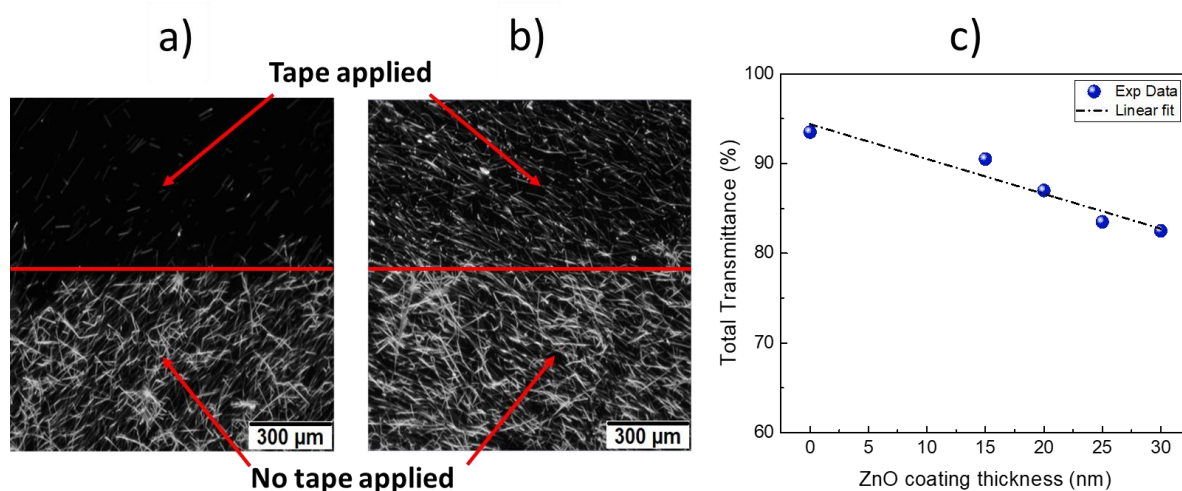 a)
b)
c)
Tape applied
300 µm
300 µm
No tape applied
Total Transmittance (%)
100
90
80
70
60
Exp Data
Linear fit
0 5 10 15 20 25 30
ZnO coating thickness (nm)